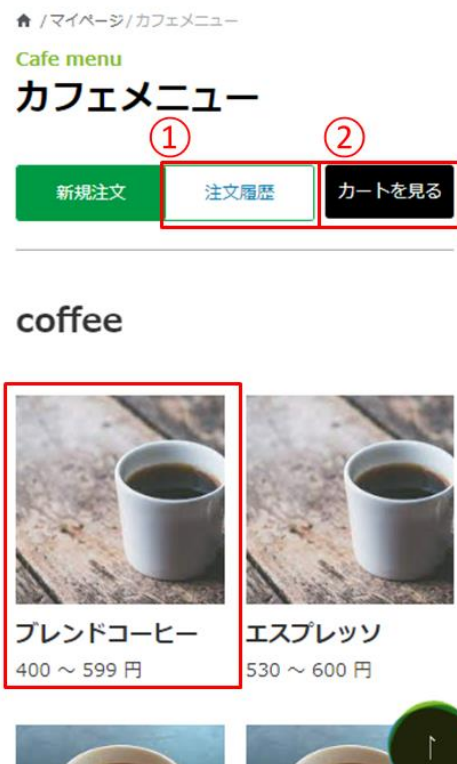 / マイページ / カフェメニュー
Cafe menu
カフェメニュー
① ②
新規注文 注文履歴 カートを見る
coffee
ブレンドコーヒー エスプレッソ
400 ～ 599 円 530 ～ 600 円